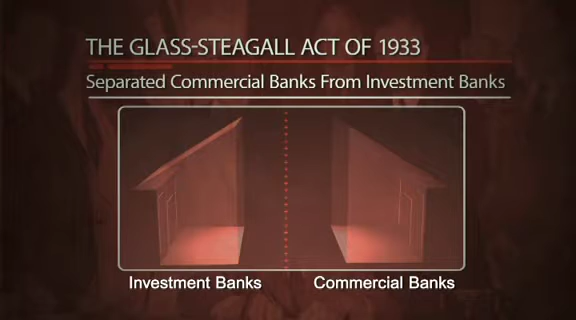 THE GLASS-STEAGALL ACT OF 1933
Separated Commercial Banks From Investment Banks
Investment Banks
Commercial Banks